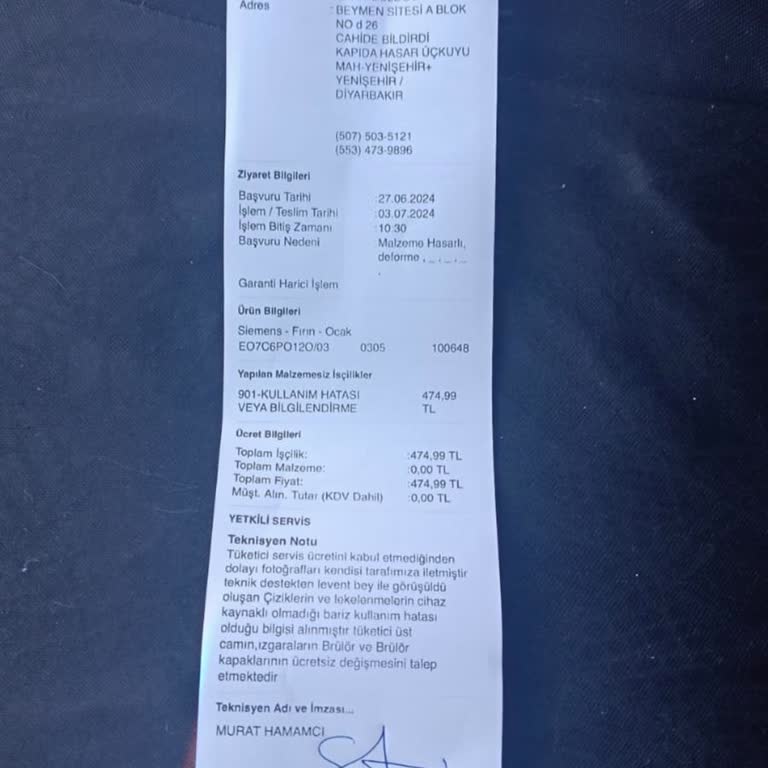 Adres : BEYMEN SİTESİ A BLOK
NO d 26
CAHİDE BİLDİRDİ
KAPIDA HASAR ÜÇKUYU
MAH-YENİŞEHİR+
YENİŞEHİR /
DİYARBAKIR
(507) 503-5121
(553) 473-9896
Ziyaret Bilgileri
Başvuru Tarihi :27.06.2024
İşlem / Teslim Tarihi :03.07.2024
İşlem Bitiş Zamanı :10:30
Başvuru Nedeni :Malzeme Hasarlı,
deforme , _ , _ , _
.
Garanti Harici İşlem
Ürün Bilgileri
Siemens - Fırın - Ocak
EO7C6PO12O/03 0305 100648
Yapılan Malzemesiz İşçilikler
901-KULLANIM HATASI 474,99
VEYA BİLGİLENDİRME TL
Ücret Bilgileri
Toplam İşçilik: :474,99 TL
Toplam Malzeme: :0,00 TL
Toplam Fiyat: :474,99 TL
Müşt. Alın. Tutar (KDV Dahil) :0,00 TL
YETKİLİ SERVİS
Teknisyen Notu
Tüketici servis ücretini kabul etmediğinden
dolayı fotoğrafları kendisi tarafımıza iletmiştir
teknik destekten levent bey ile görüşüldü
oluşan Çiziklerin ve lekelenmelerin cihaz
kaynaklı olmadığı bariz kullanım hatası
olduğu bilgisi alınmıştır tüketici üst
camın,ızgaraların Brülör ve Brülör
kapaklarının ücretsiz değişmesini talep
etmektedir
Teknisyen Adı ve İmzası...
MURAT HAMAMCI